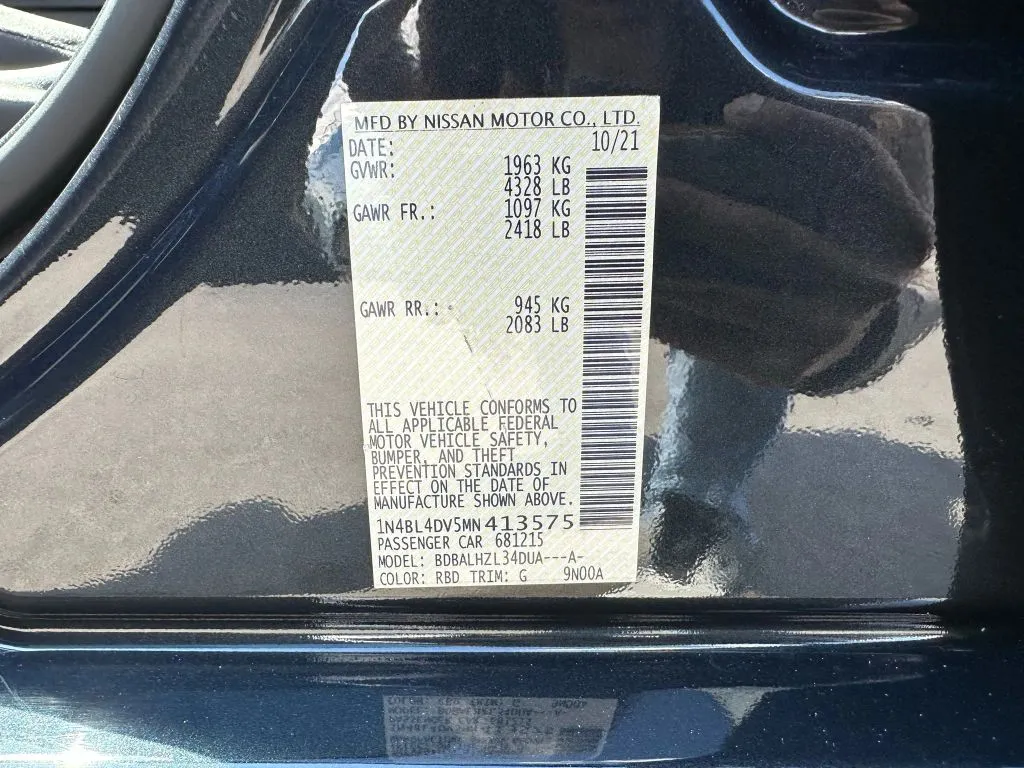 MFD BY NISSAN MOTOR CO., LTD.
DATE: 10/21
GVWR: 1963 KG
4328 LB
GAWR FR.: 1097 KG
2418 LB
GAWR RR.: 945 KG
2083 LB
THIS VEHICLE CONFORMS TO
ALL APPLICABLE FEDERAL
MOTOR VEHICLE SAFETY,
BUMPER, AND THEFT
PREVENTION STANDARDS IN
EFFECT ON THE DATE OF
MANUFACTURE SHOWN ABOVE.
1N4BL4DV5MN413575
PASSENGER CAR 681215
MODEL: BDBALHZL34DUA---A-
COLOR: RBD TRIM: G 9N00A